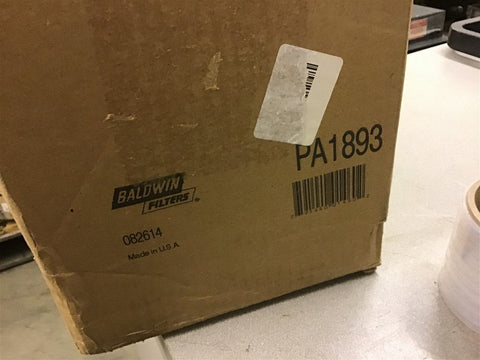 PA1893
BALDWIN
FILTERS
082614
Made in U.S.A.